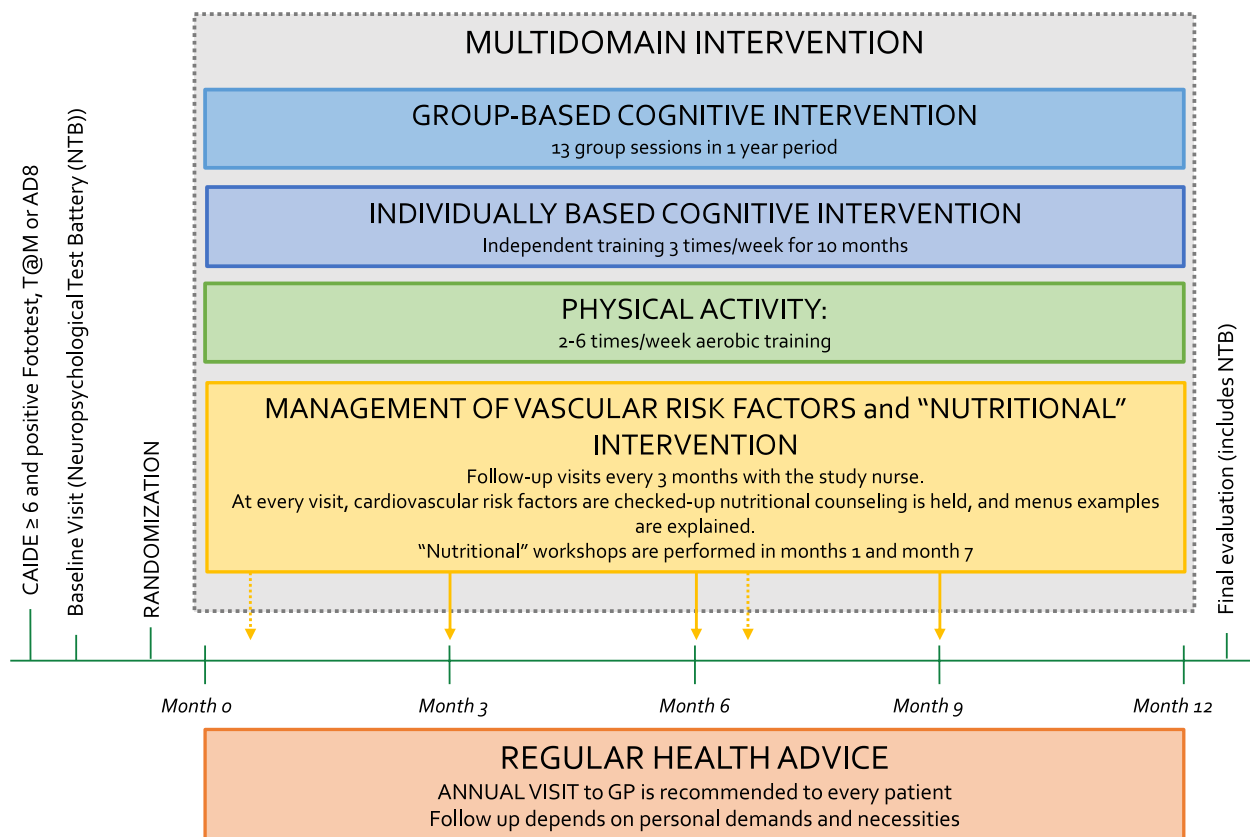 MULTIDOMAIN INTERVENTION
GROUP-BASED COGNITIVE INTERVENTION
13 group sessions in 1 year period
INDIVIDUALLY BASED COGNITIVE INTERVENTION
Independent training 3 times/week for 10 months
PHYSICAL ACTIVITY:
2-6 times/week aerobic training
MANAGEMENT OF VASCULAR RISK FACTORS and “NUTRITIONAL”
INTERVENTION
Follow-up visits every 3 months with the study nurse.
At every visit, cardiovascular risk factors are checked-up nutritional counseling is held, and menus examples
are explained.
“Nutritional” workshops are performed in months 1 and month 7
CAIDE ≥ 6 and positive Fototest, T@M or AD8
Baseline Visit (Neuropsychological Test Battery (NTB))
RANDOMIZATION
Final evaluation (includes NTB)
Month 0
Month 3
Month 6
Month 9
Month 12
REGULAR HEALTH ADVICE
ANNUAL VISIT to GP is recommended to every patient
Follow up depends on personal demands and necessities